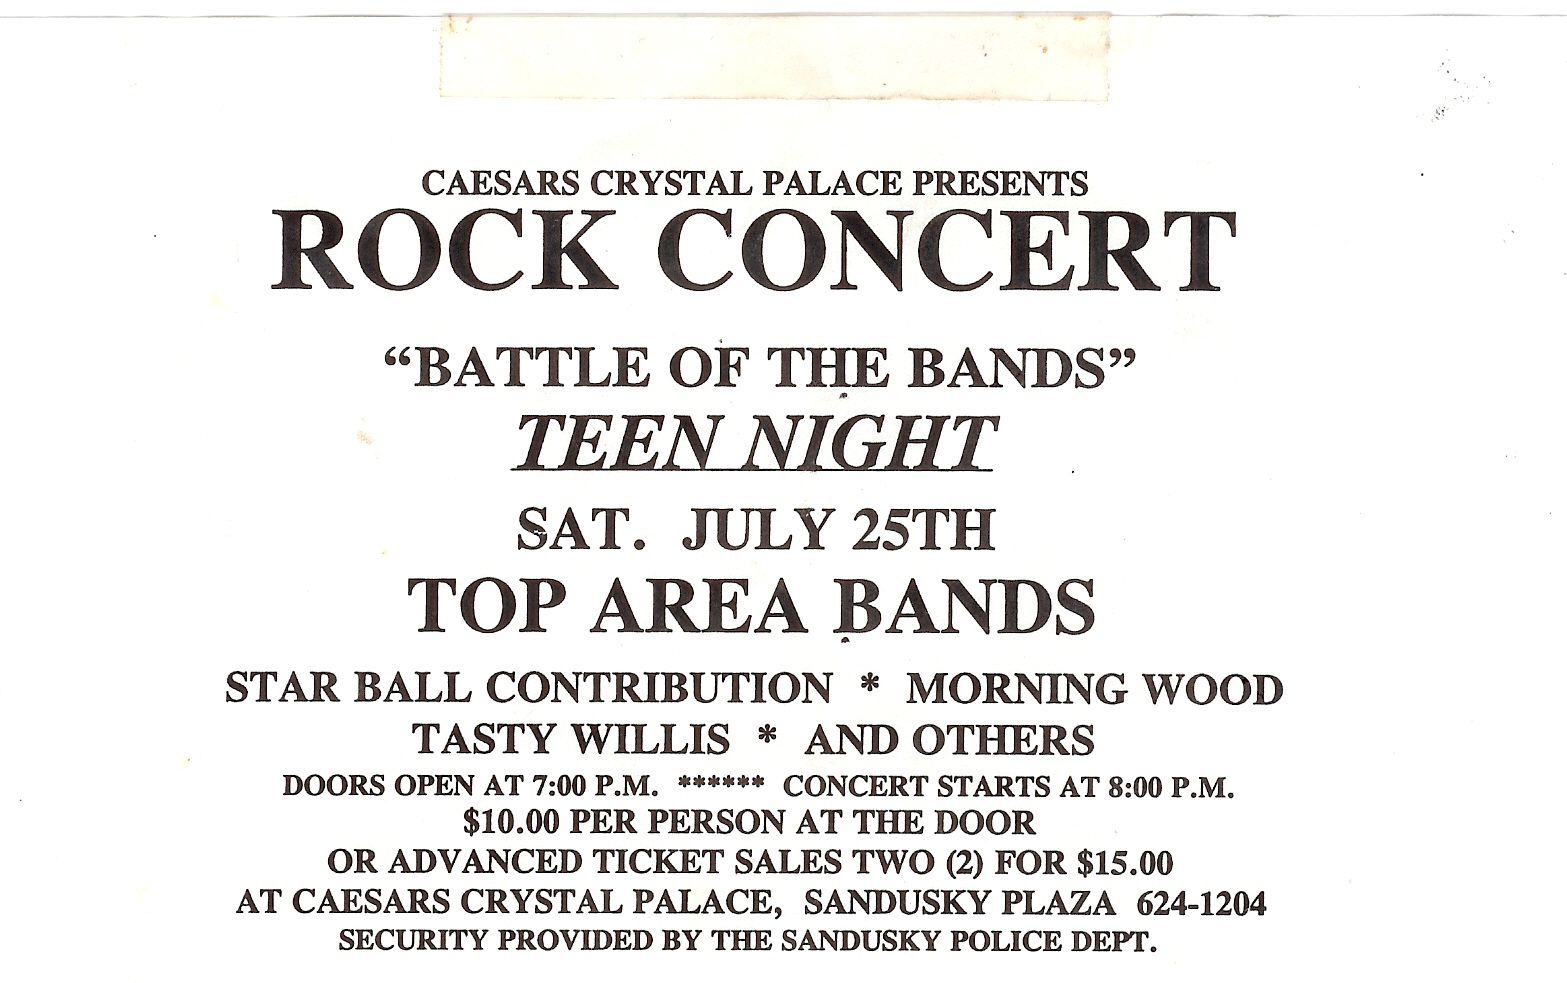 CAESARS CRYSTAL PALACE PRESENTS
ROCK CONCERT
“BATTLE OF THE BANDS”
TEEN NIGHT
SAT. JULY 25TH
TOP AREA BANDS
STAR BALL CONTRIBUTION * MORNING WOOD
TASTY WILLIS * AND OTHERS
DOORS OPEN AT 7:00 P.M. ****** CONCERT STARTS AT 8:00 P.M.
$10.00 PER PERSON AT THE DOOR
OR ADVANCED TICKET SALES TWO (2) FOR $15.00
AT CAESARS CRYSTAL PALACE, SANDUSKY PLAZA 624-1204
SECURITY PROVIDED BY THE SANDUSKY POLICE DEPT.